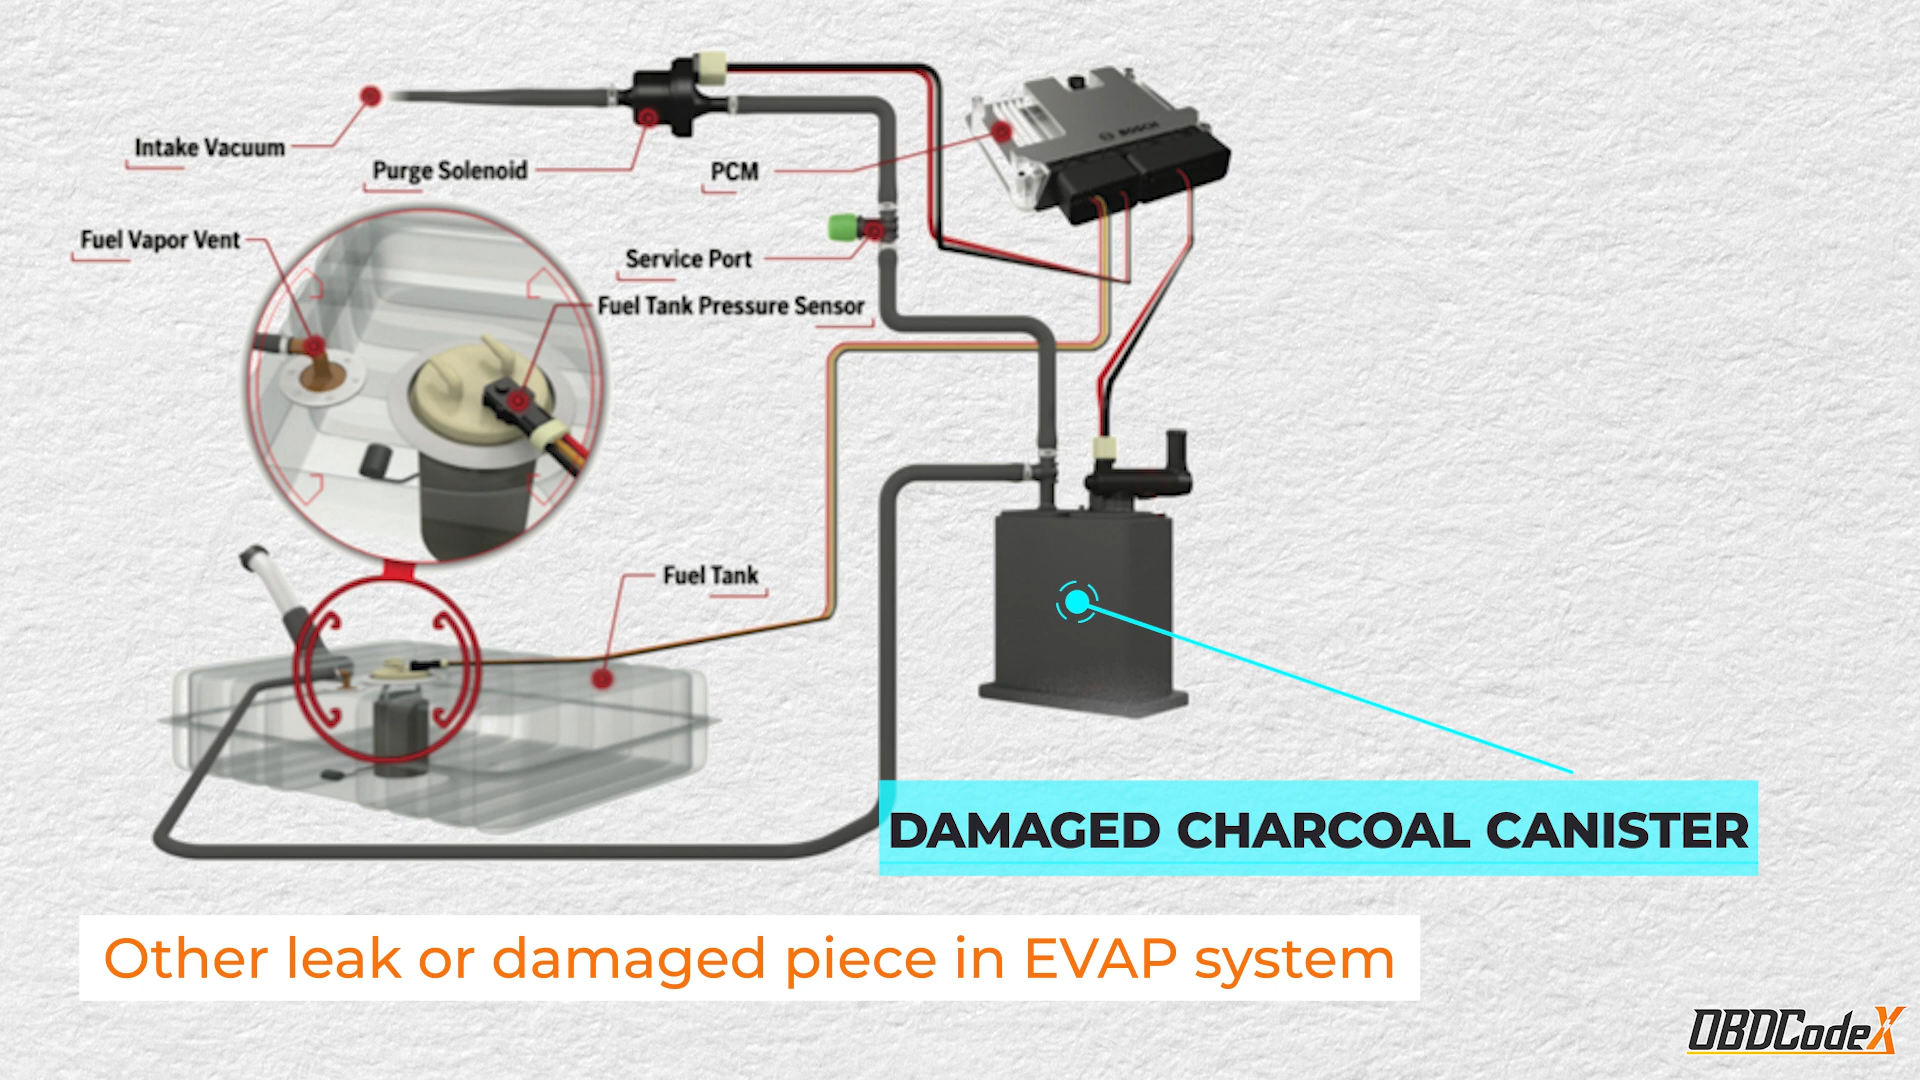 Intake Vacuum
Purge Solenoid
PCM
BOSCH
Fuel Vapor Vent
Service Port
Fuel Tank Pressure Sensor
Fuel Tank
DAMAGED CHARCOAL CANISTER
Other leak or damaged piece in EVAP system
OBDCodeX